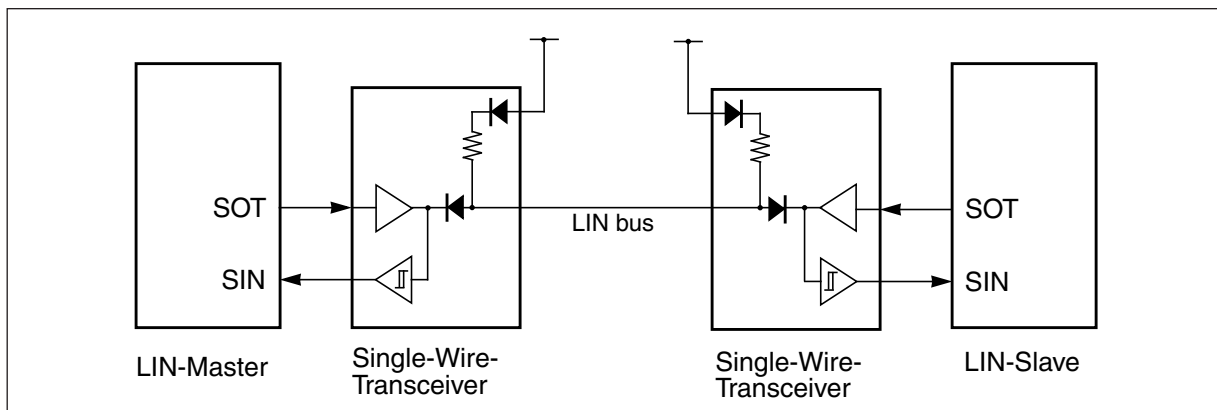 SOT
SIN
LIN bus
SOT
SIN
LIN-Master
Single-Wire-
Transceiver
Single-Wire-
Transceiver
LIN-Slave